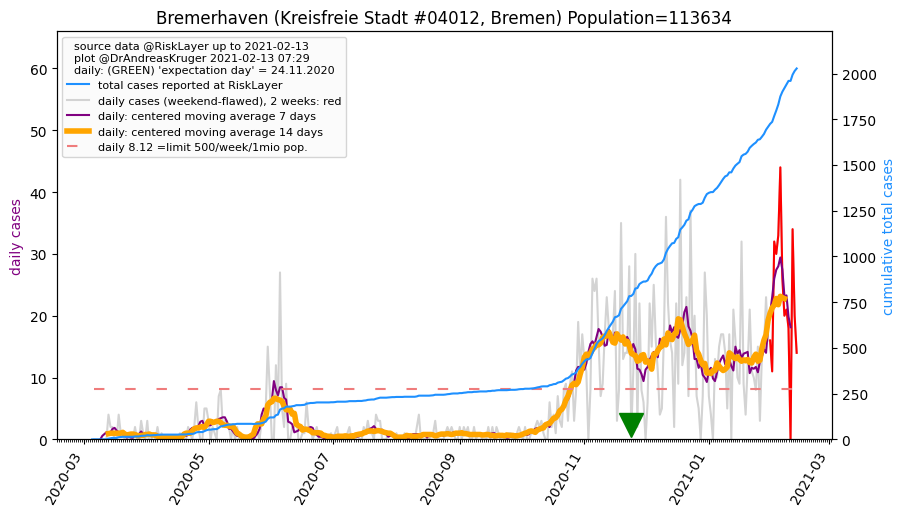 Bremerhaven (Kreisfreie Stadt #04012, Bremen) Population=113634
source data @RiskLayer up to 2021-02-13
plot @DrAndreasKruger 2021-02-13 07:29
daily: (GREEN) 'expectation day' = 24.11.2020
total cases reported at RiskLayer
daily cases (weekend-flawed), 2 weeks: red
daily: centered moving average 7 days
daily: centered moving average 14 days
daily 8.12 =limit 500/week/1mio pop.
daily cases
60
50
40
30
20
10
0
2000
1750
1500
1250
1000
750
500
250
0
cumulative total cases
2020-03
2020-05
2020-07
2020-09
2020-11
2021-01
2021-03